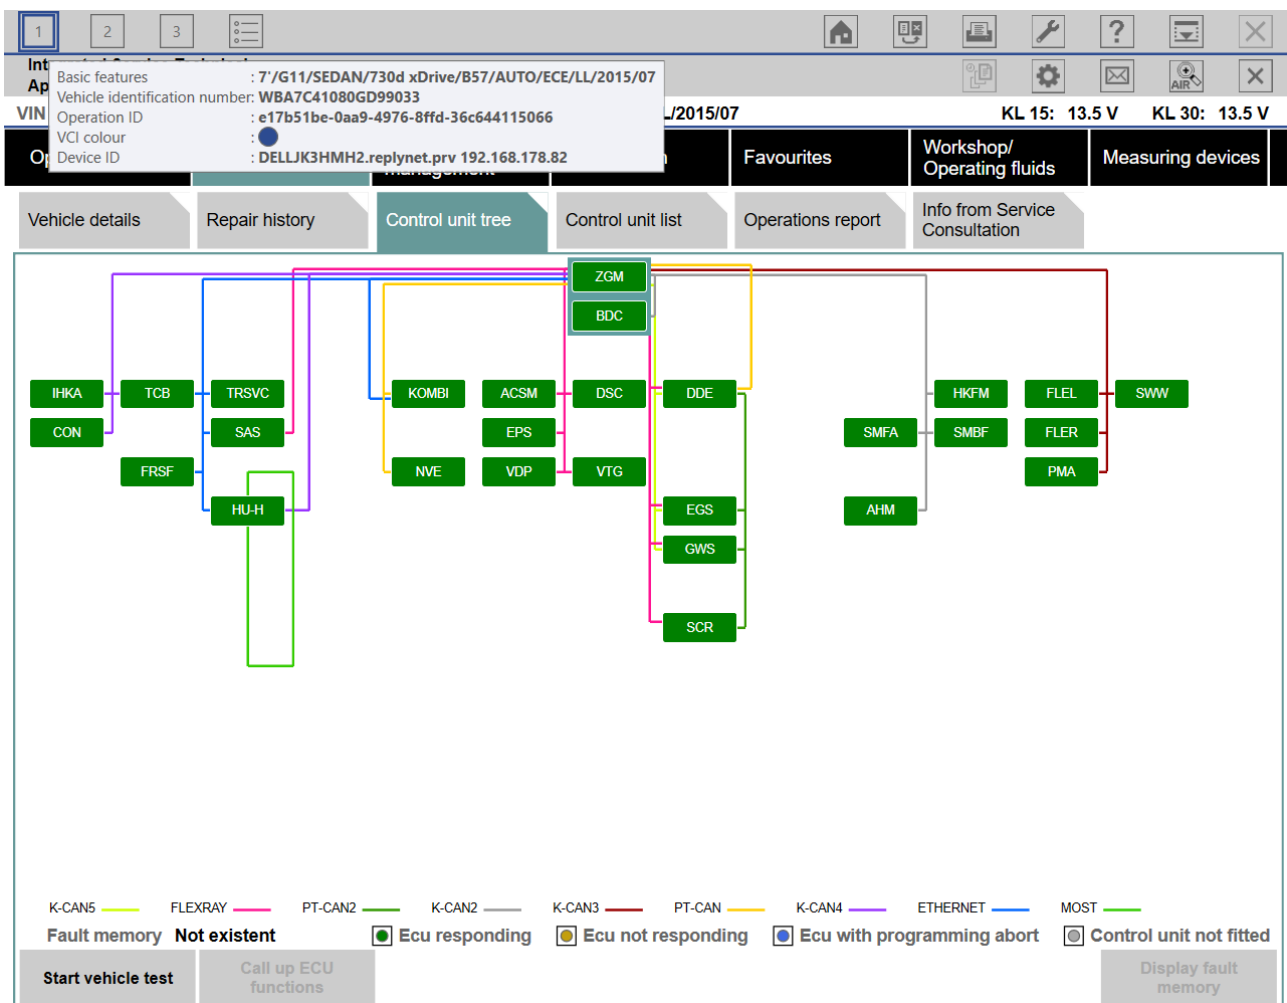 1 2 3
Basic features : 7'/G11/SEDAN/730d xDrive/B57/AUTO/ECE/LL/2015/07
Vehicle identification number: WBA7C41080GD99033
Operation ID : e17b51be-0aa9-4976-8ffd-36c644115066
VCI colour :
Device ID : DELLJK3HMH2.replynet.prv 192.168.178.82
AIR
VIN /2015/07 KL 15: 13.5 V KL 30: 13.5 V
Favourites
Workshop/
Operating fluids
Measuring devices
Vehicle details
Repair history
Control unit tree
Control unit list
Operations report
Info from Service
Consultation
ZGM
BDC
IHKA TCB TRSVC KOMBI ACSM DSC DDE HKFM FLEL SWW
CON SAS EPS SMFA SMBF FLER
FRSF NVE VDP VTG PMA
HU-H EGS AHM
GWS
SCR
K-CAN5 FLEXRAY PT-CAN2 K-CAN2 K-CAN3 PT-CAN K-CAN4 ETHERNET MOST
Fault memory Not existent Ecu responding Ecu not responding Ecu with programming abort Control unit not fitted
Start vehicle test
Call up ECU
functions
Display fault
memory